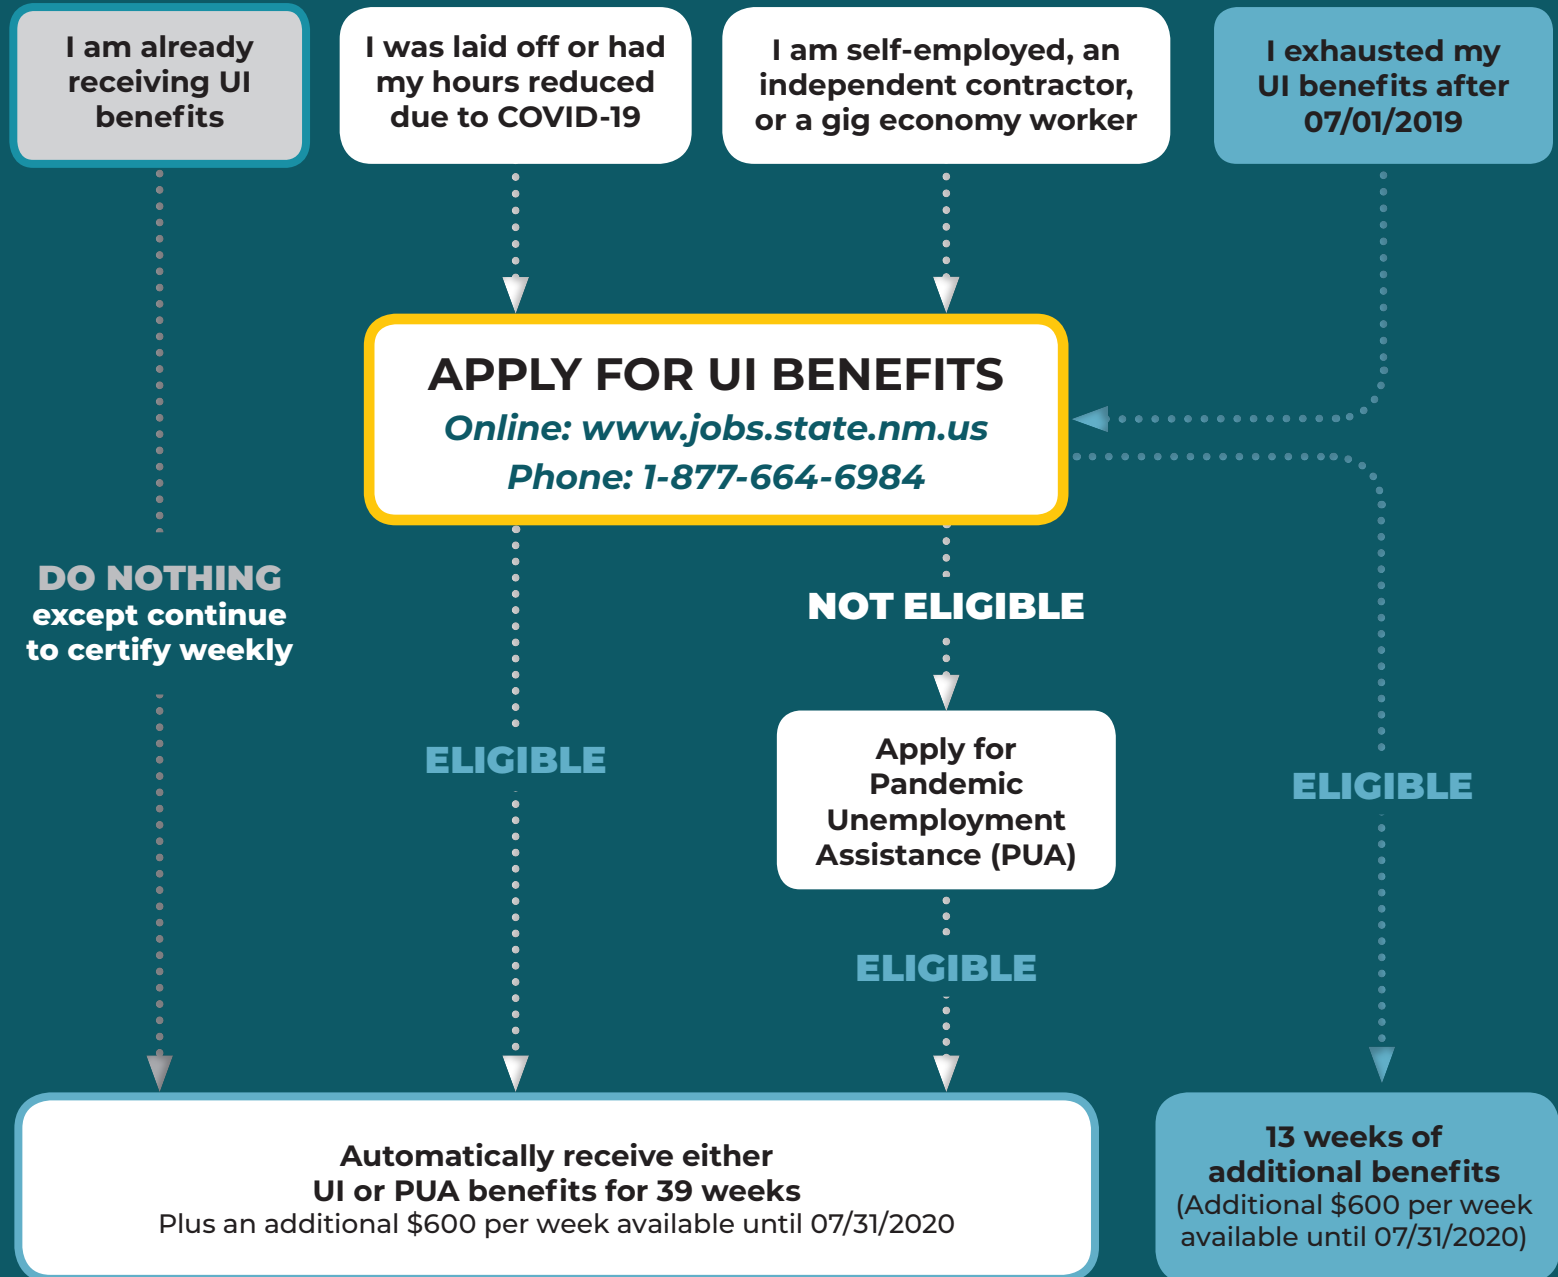 I am already
receiving UI
benefits
I was laid off or had
my hours reduced
due to COVID-19
I am self-employed, an
independent contractor,
or a gig economy worker
I exhausted my
UI benefits after
07/01/2019
APPLY FOR UI BENEFITS
Online: www.jobs.state.nm.us
Phone: 1-877-664-6984
DO NOTHING
except continue
to certify weekly
NOT ELIGIBLE
ELIGIBLE
Apply for
Pandemic
Unemployment
Assistance (PUA)
ELIGIBLE
ELIGIBLE
Automatically receive either
UI or PUA benefits for 39 weeks
Plus an additional $600 per week available until 07/31/2020
13 weeks of
additional benefits
(Additional $600 per week
available until 07/31/2020)